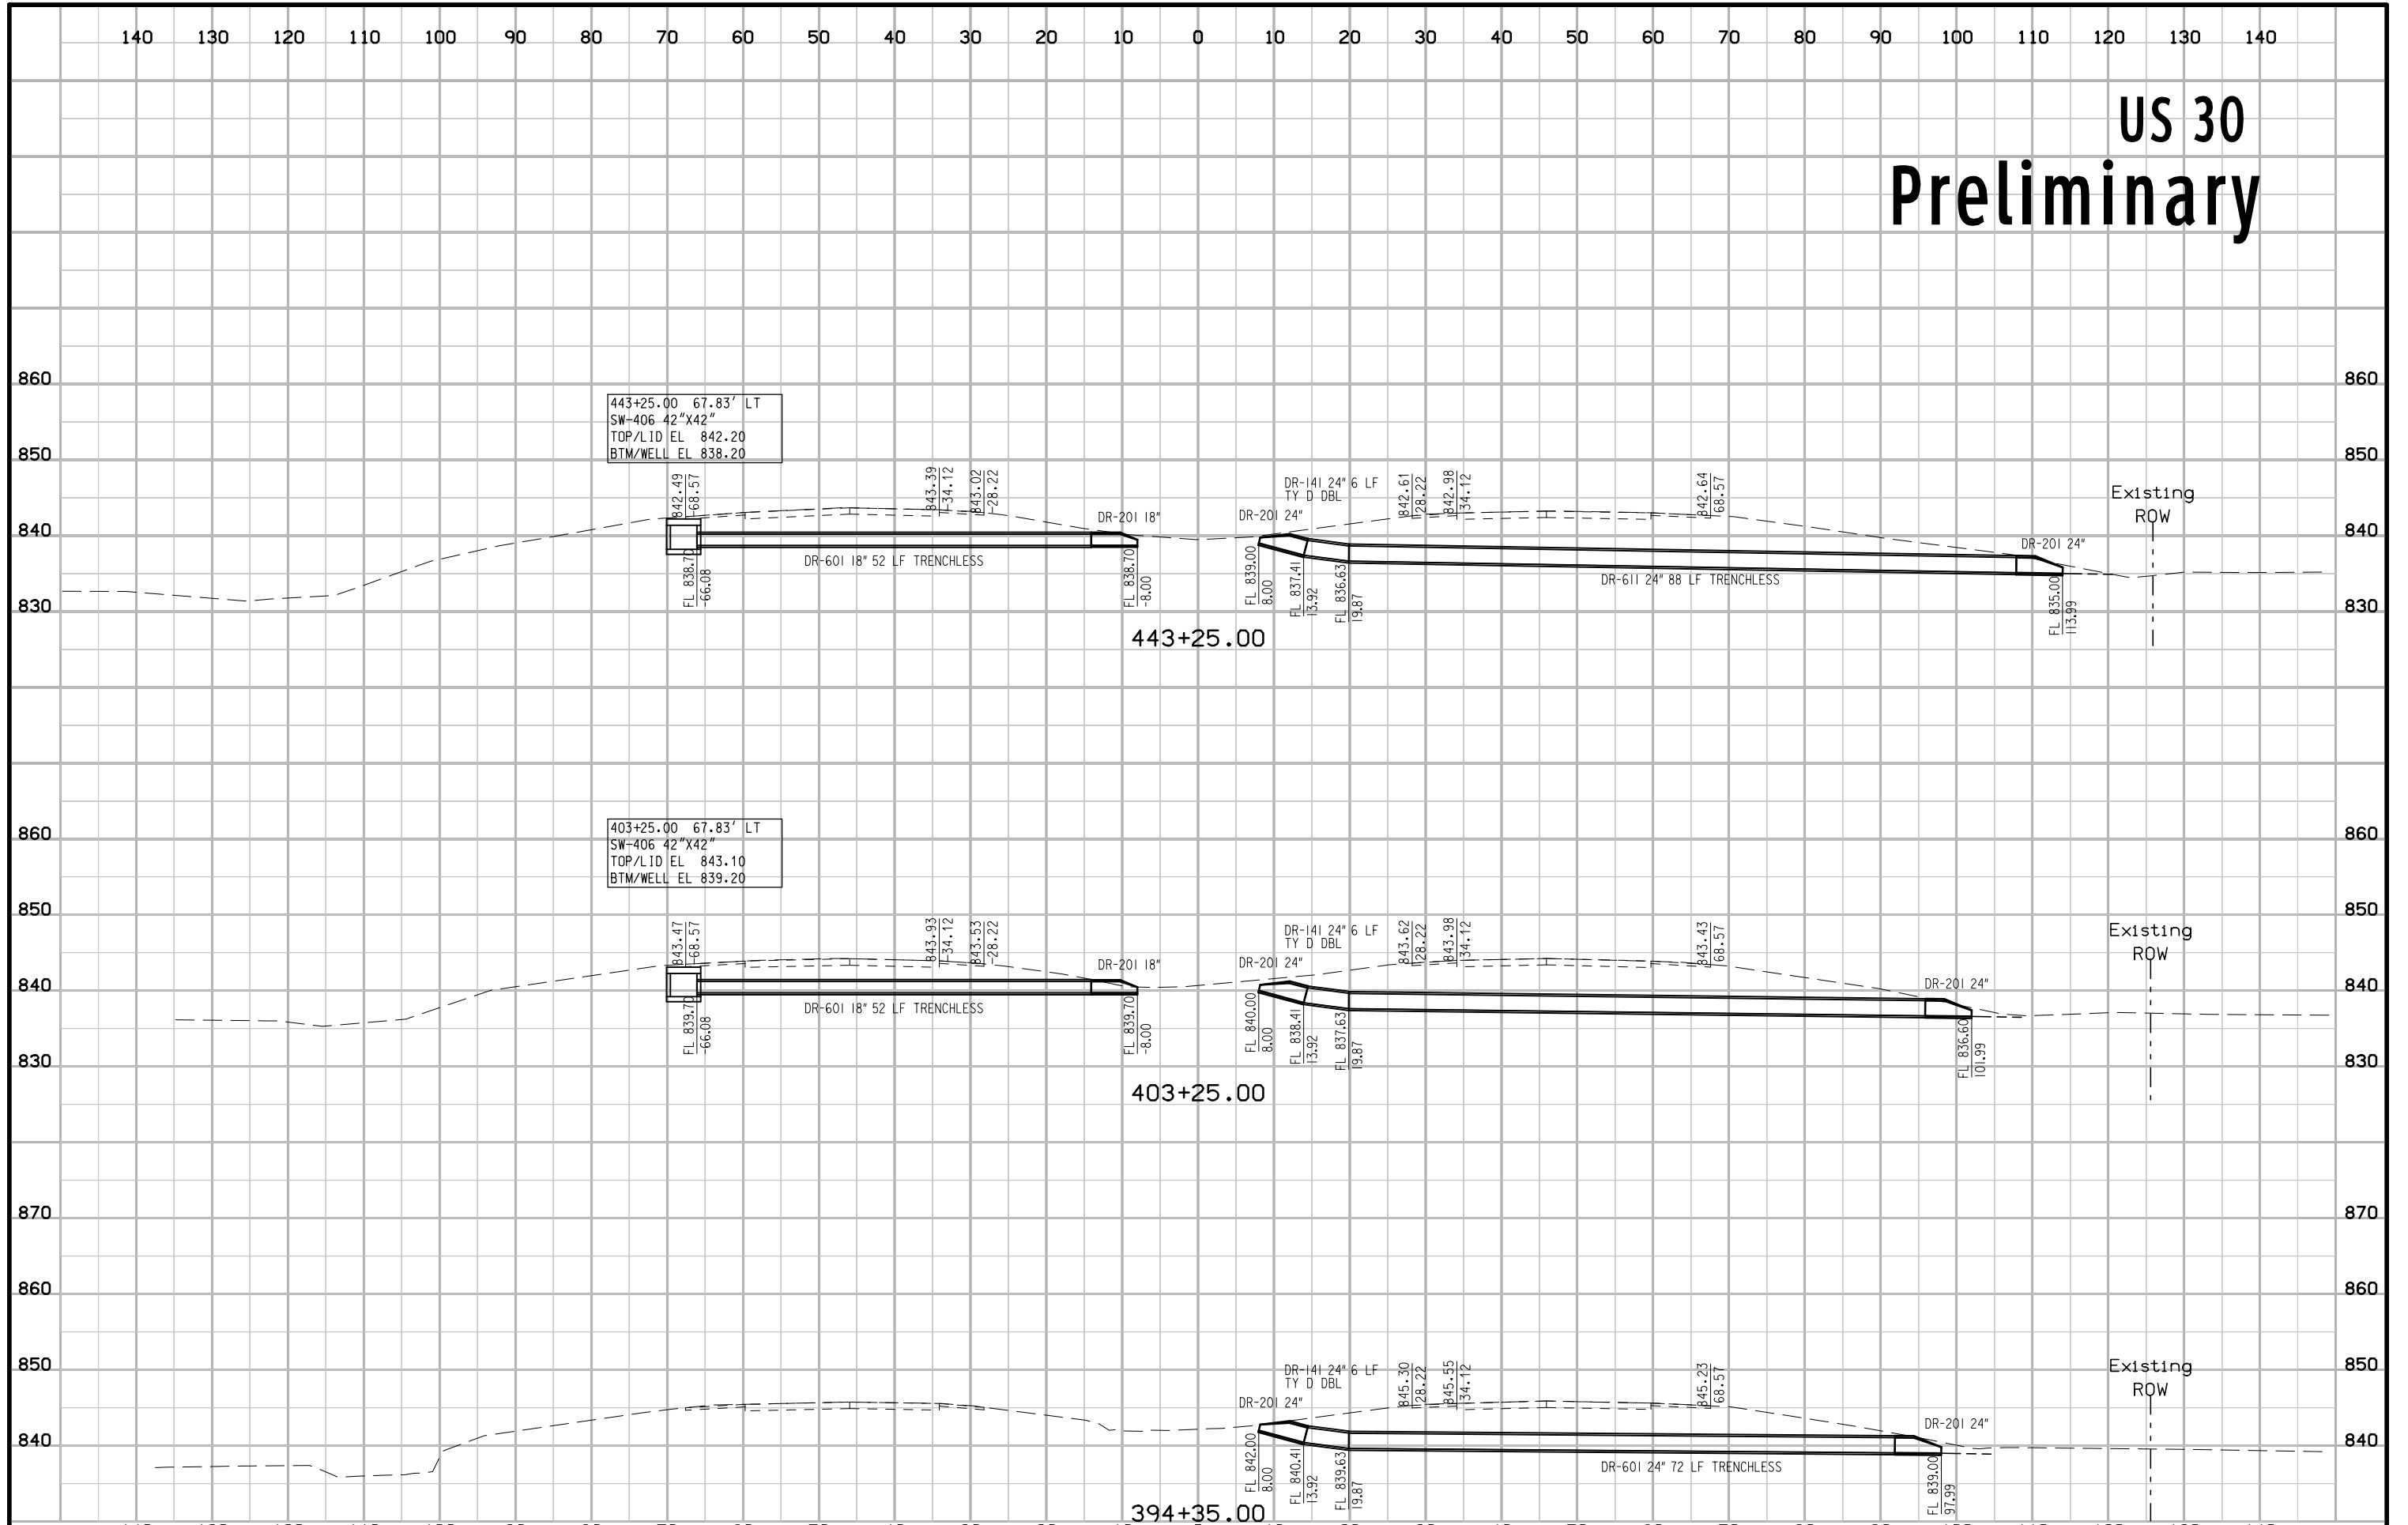 140 130 120 110 100 90 80 70 60 50 40 30 20 10 0 10 20 30 40 50 60 70 80 90 100 110 120 130 140
US 30
Preliminary
860 860
443+25.00 67.83' LT
SW-406 42"X42"
TOP/LID EL 842.20
BTM/WELL EL 838.20
850 850
842.49
-68.57
843.39
-34.12
843.02
-28.22
DR-141 24" 6 LF
TY D DBL
842.61
28.22
842.98
34.12
842.64
68.57
Existing
ROW
DR-201 18"
DR-201 24"
840 840
DR-201 24"
DR-601 18" 52 LF TRENCHLESS
DR-611 24" 88 LF TRENCHLESS
FL 838.70
-66.08
FL 838.70
-8.00
FL 839.00
8.00
FL 837.41
13.92
FL 836.63
19.87
FL 835.00
113.99
830 830
443+25.00
860 860
403+25.00 67.83' LT
SW-406 42"X42"
TOP/LID EL 843.10
BTM/WELL EL 839.20
850 850
843.47
-68.57
843.93
-34.12
843.53
-28.22
DR-141 24" 6 LF
TY D DBL
843.62
28.22
843.98
34.12
843.43
68.57
Existing
ROW
DR-201 18"
DR-201 24"
DR-201 24"
840 840
DR-601 18" 52 LF TRENCHLESS
FL 839.70
-66.08
FL 839.70
-8.00
FL 840.00
8.00
FL 838.41
13.92
FL 837.63
19.87
FL 836.60
101.99
830 830
403+25.00
870 870
860 860
850 850
DR-141 24" 6 LF
TY D DBL
845.30
28.22
845.55
34.12
845.23
68.57
Existing
ROW
DR-201 24"
DR-201 24"
840 840
DR-601 24" 72 LF TRENCHLESS
FL 842.00
8.00
FL 840.41
13.92
FL 839.63
19.87
FL 839.00
97.99
394+35.00